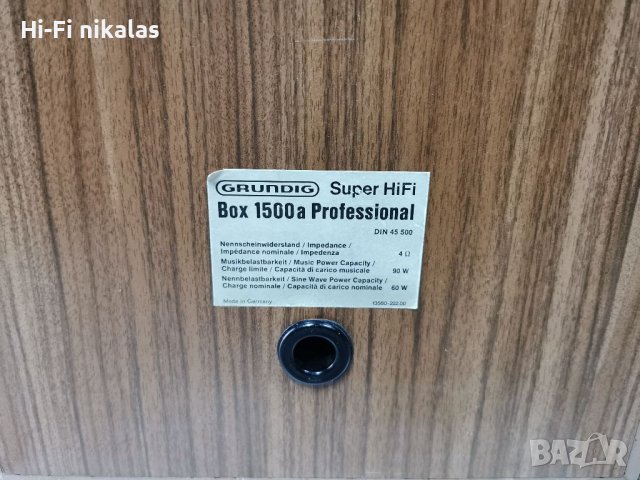 Hi-Fi nikalas
GRUNDIG Super HiFi
Box 1500a Professional
DIN 45 500
Nennscheinwiderstand / Impedance /
Impédance nominale / Impedenza 4 Ω
Musikbelastbarkeit / Music Power Capacity /
Charge limite / Capacità di carico musicale 90 W
Nennbelastbarkeit / Sine Wave Power Capacity /
Charge nominale / Capacità di carico nominale 60 W
Made in Germany
BAZAR